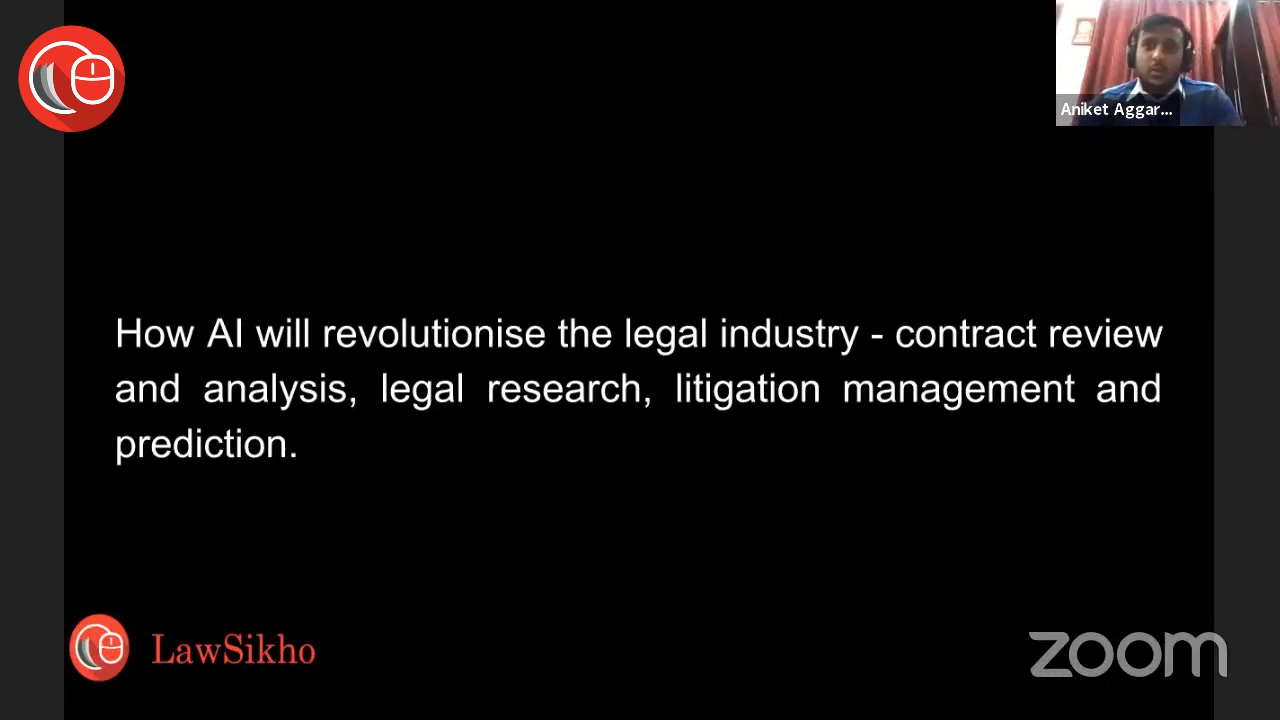 Aniket Aggar...
How AI will revolutionise the legal industry - contract review
and analysis, legal research, litigation management and
prediction.
LawSikho
zoom